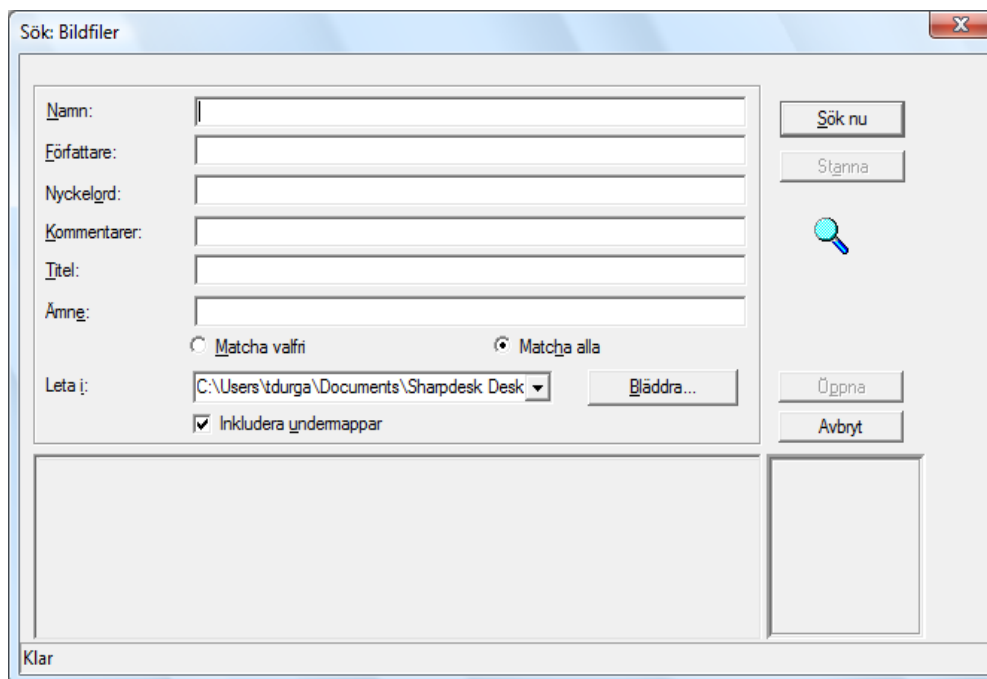 Sök: Bildfiler
Namn:
Sök nu
Författare:
Stanna
Nyckelord:
Kommentarer:
Titel:
Ämne:
Matcha valfri
Matcha alla
Leta i:
C:\Users\tdurga\Documents\Sharpdesk Desk
Bläddra...
Öppna
Inkludera undermappar
Avbryt
Klar